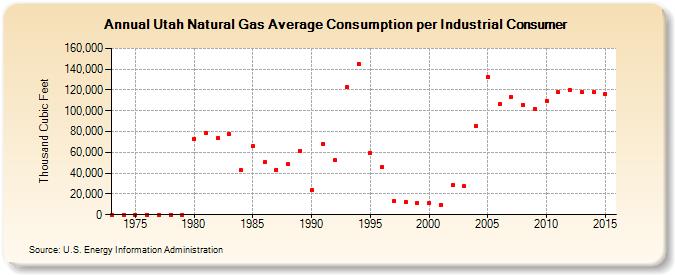 Annual Utah Natural Gas Average Consumption per Industrial Consumer
Thousand Cubic Feet
160,000
140,000
120,000
100,000
80,000
60,000
40,000
20,000
0
1975 1980 1985 1990 1995 2000 2005 2010 2015
Source: U.S. Energy Information Administration